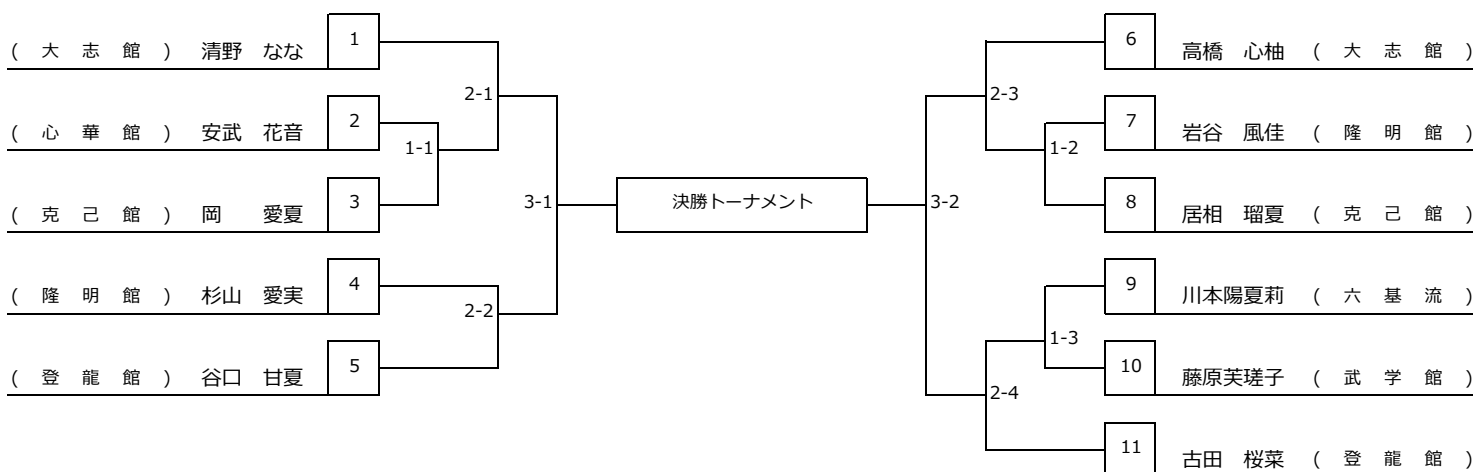 (大志館) 清野 なな 1
(心華館) 安武 花音 2
(克己館) 岡 愛夏 3
(隆明館) 杉山 愛実 4
(登龍館) 谷口 甘夏 5
2-1
1-1
3-1
2-2
決勝トーナメント
3-2
2-3
1-2
1-3
2-4
6 高橋 心柚 (大志館)
7 岩谷 風佳 (隆明館)
8 居相 瑠夏 (克己館)
9 川本陽夏莉 (六基流)
10 藤原芙瑳子 (武学館)
11 古田 桜菜 (登龍館)